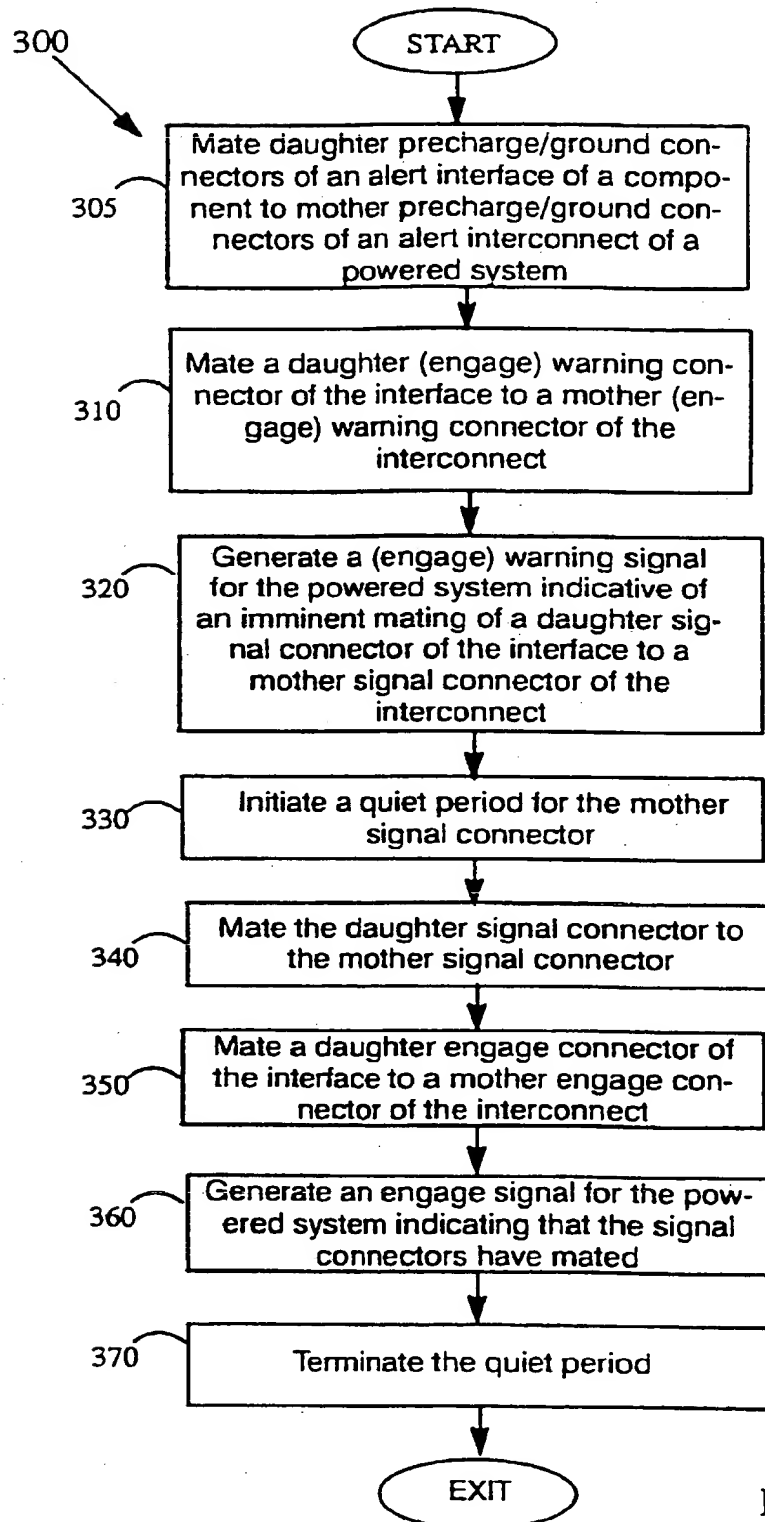 300
START
Mate daughter precharge/ground con-
nectors of an alert interface of a compo-
nent to mother precharge/ground con-
nectors of an alert interconnect of a
powered system
305
Mate a daughter (engage) warning con-
nector of the interface to a mother (en-
gage) warning connector of the
interconnect
310
Generate a (engage) warning signal
for the powered system indicative of
an imminent mating of a daughter sig-
nal connector of the interface to a
mother signal connector of the
interconnect
320
Initiate a quiet period for the mother
signal connector
330
Mate the daughter signal connector to
the mother signal connector
340
Mate a daughter engage connector of
the interface to a mother engage con-
nector of the interconnect
350
Generate an engage signal for the pow-
ered system indicating that the signal
connectors have mated
360
Terminate the quiet period
370
EXIT